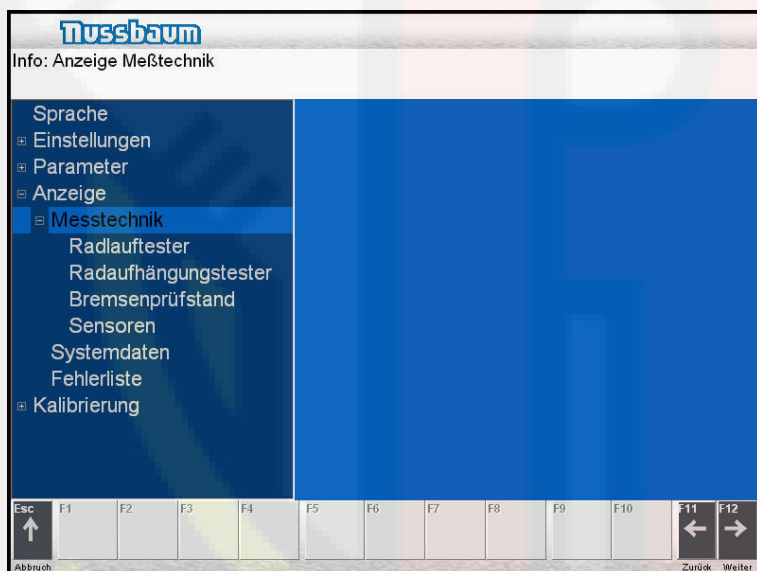 Nussbaum
Info: Anzeige Meßtechnik
Sprache
Einstellungen
Parameter
Anzeige
Messtechnik
Radlauftester
Radaufhängungstester
Bremsenprüfstand
Sensoren
Systemdaten
Fehlerliste
Kalibrierung
Esc F1 F2 F3 F4 F5 F6 F7 F8 F9 F10 F11 F12
Abbruch Zurück Weiter